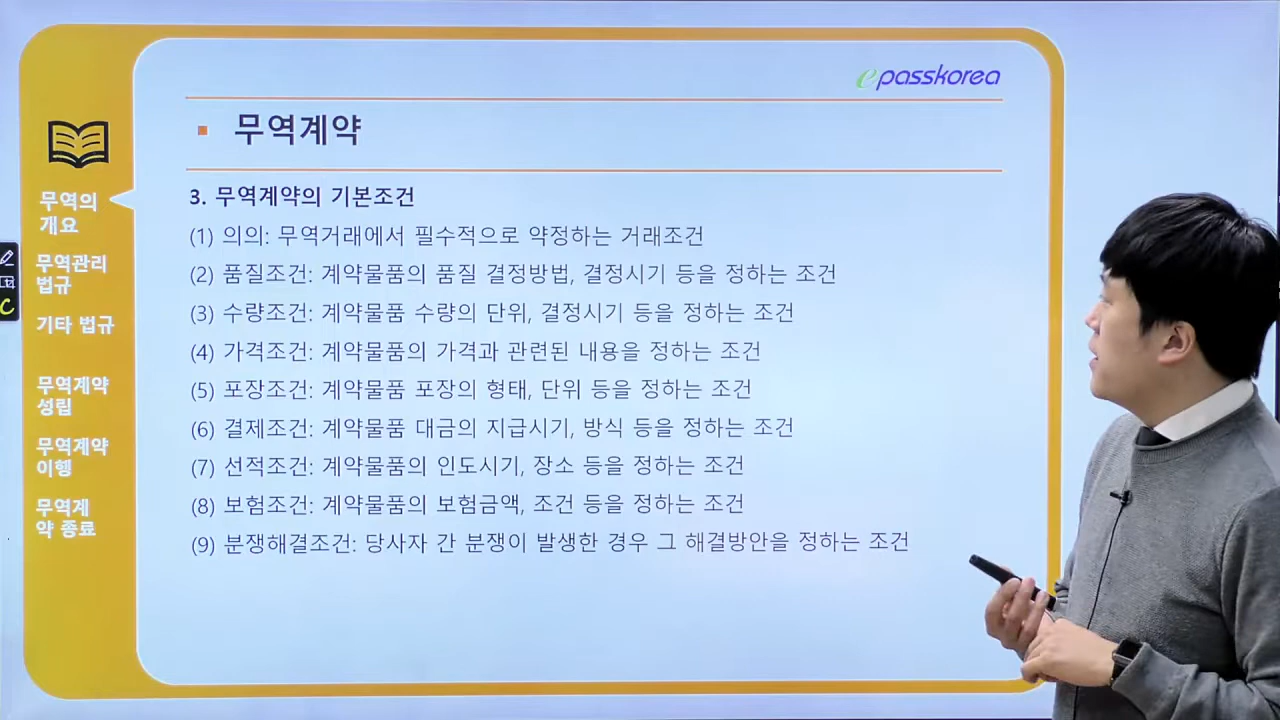 epasskorea
무역계약
무역의
개요
무역관리
법규
기타 법규
무역계약
성립
무역계약
이행
무역계
약 종료
3. 무역계약의 기본조건
(1) 의의: 무역거래에서 필수적으로 약정하는 거래조건
(2) 품질조건: 계약물품의 품질 결정방법, 결정시기 등을 정하는 조건
(3) 수량조건: 계약물품 수량의 단위, 결정시기 등을 정하는 조건
(4) 가격조건: 계약물품의 가격과 관련된 내용을 정하는 조건
(5) 포장조건: 계약물품 포장의 형태, 단위 등을 정하는 조건
(6) 결제조건: 계약물품 대금의 지급시기, 방식 등을 정하는 조건
(7) 선적조건: 계약물품의 인도시기, 장소 등을 정하는 조건
(8) 보험조건: 계약물품의 보험금액, 조건 등을 정하는 조건
(9) 분쟁해결조건: 당사자 간 분쟁이 발생한 경우 그 해결방안을 정하는 조건